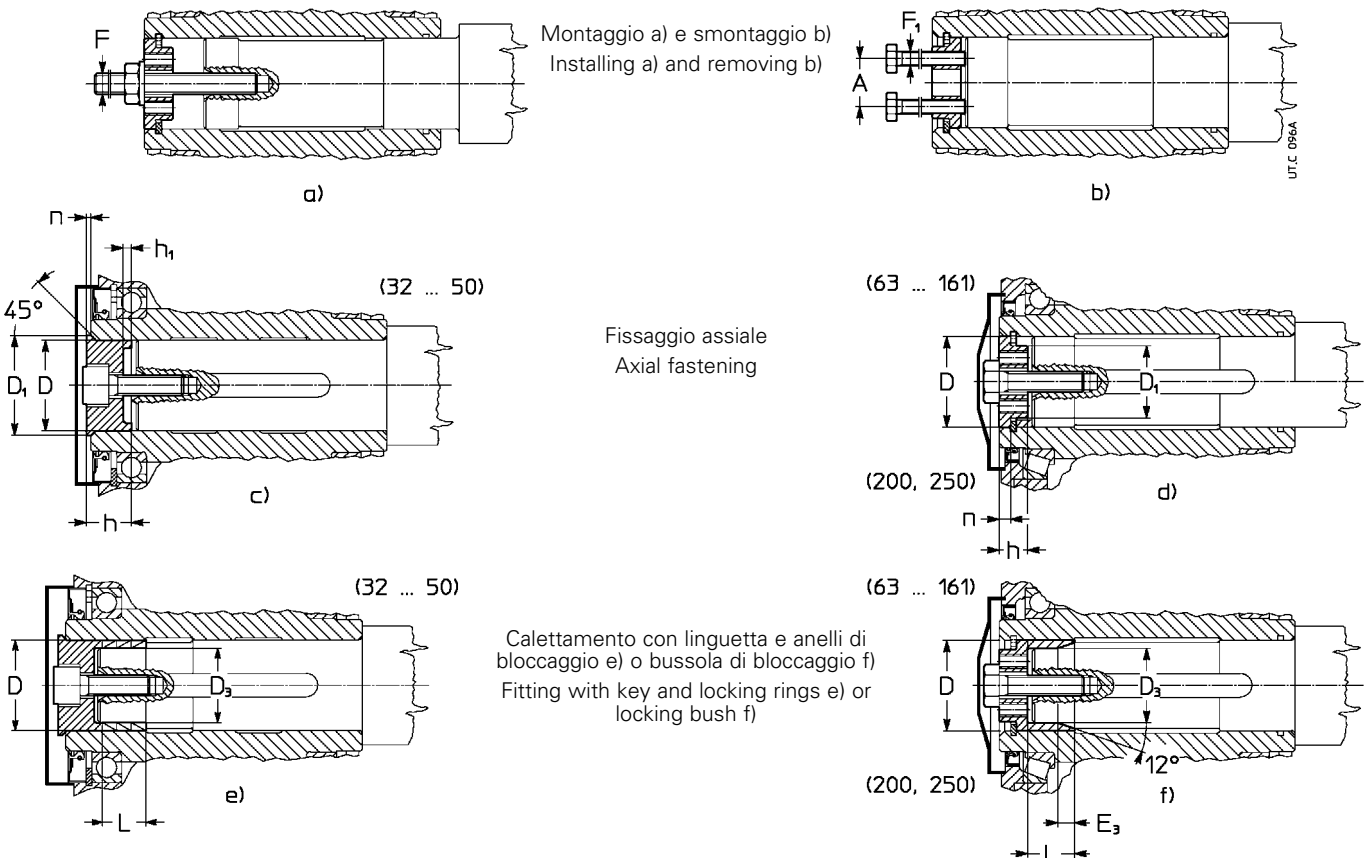 F
Montaggio a) e smontaggio b)
Installing a) and removing b)
F₁
A
UT.C 096A
a)
b)
n
h₁
45°
(32 ... 50)
D₁
D
c)
h
Fissaggio assiale
Axial fastening
(63 ... 161)
D
D₁
(200, 250)
d)
n
h
(32 ... 50)
D
D₃
e)
L
Calettamento con linguetta e anelli di
bloccaggio e) o bussola di bloccaggio f)
Fitting with key and locking rings e) or
locking bush f)
(63 ... 161)
D
D₃
12°
(200, 250)
f)
E₃
L